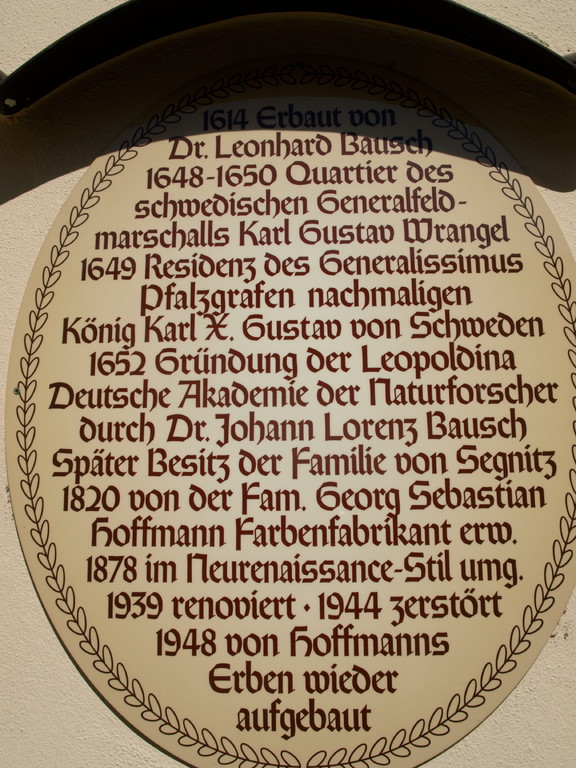 1614 Erbaut von
Dr. Leonhard Bausch
1648-1650 Quartier des
schwedischen Generalfeld-
marschalls Karl Gustav Wrangel
1649 Residenz des Generalissimus
Pfalzgrafen nachmaligen
König Karl X. Gustav von Schweden
1652 Gründung der Leopoldina
Deutsche Akademie der Naturforscher
durch Dr. Johann Lorenz Bausch
Später Besitz der Familie von Segnitz
1820 von der Fam. Georg Sebastian
Hoffmann Farbenfabrikant erw.
1878 im Neurenaissance-Stil umg.
1939 renoviert · 1944 zerstört
1948 von Hoffmanns
Erben wieder
aufgebaut